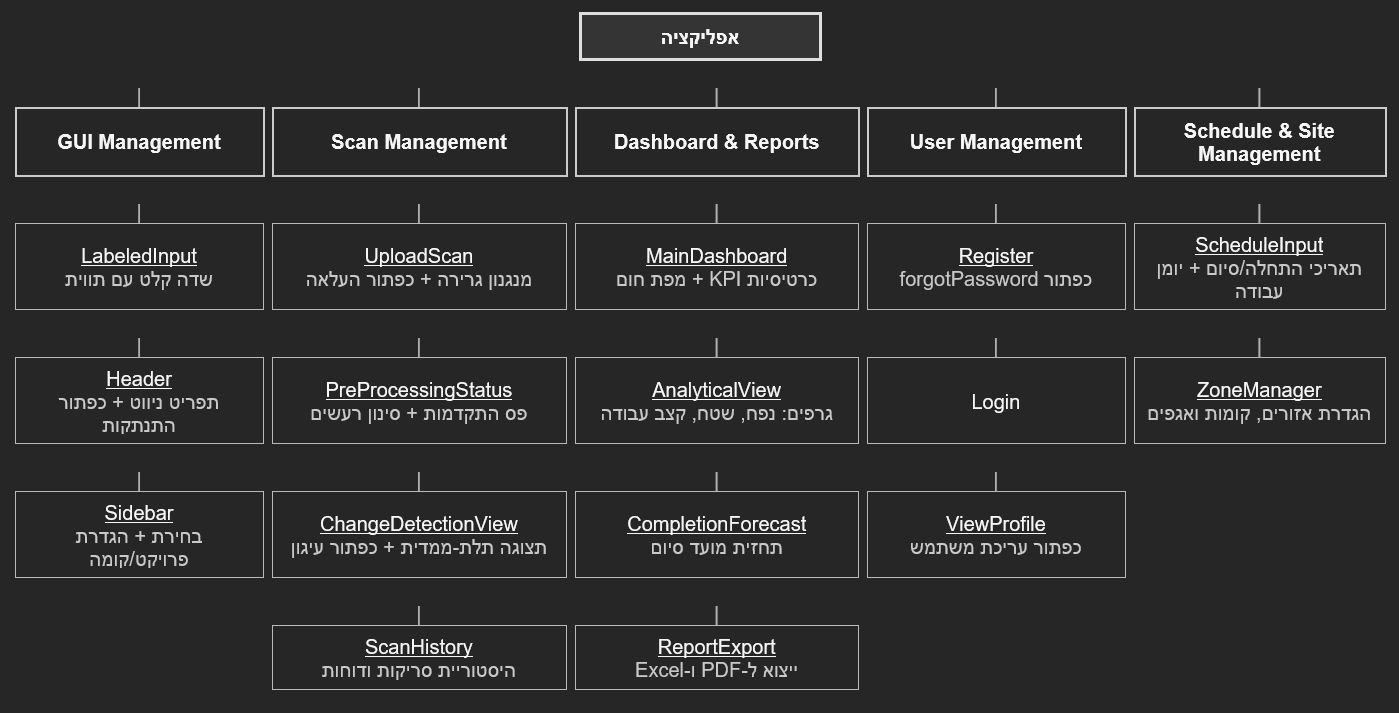 אפליקציה
GUI Management
Scan Management
Dashboard & Reports
User Management
Schedule & Site
Management
LabeledInput
שדה קלט עם תווית
UploadScan
מנגנון גרירה + כפתור העלאה
MainDashboard
כרטיסיות KPI + מפת חום
Register
כפתור forgotPassword
ScheduleInput
תאריכי התחלה/סיום + יומן
עבודה
Header
תפריט ניווט + כפתור
התנתקות
PreProcessingStatus
פס התקדמות + סינון רעשים
AnalyticalView
גרפים: נפח, שטח, קצב עבודה
Login
ZoneManager
הגדרת אזורים, קומות ואגפים
Sidebar
בחירת + הגדרת
פרויקט/קומה
ChangeDetectionView
תצוגה תלת-ממדית + כפתור עיגון
CompletionForecast
תחזית מועד סיום
ViewProfile
כפתור עריכת משתמש
ScanHistory
היסטוריית סריקות ודוחות
ReportExport
ייצוא ל-PDF ו-Excel